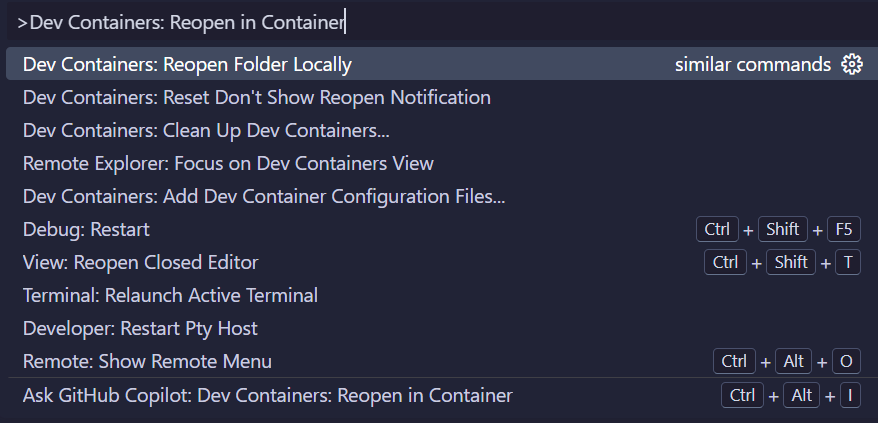 >Dev Containers: Reopen in Container
Dev Containers: Reopen Folder Locally similar commands
Dev Containers: Reset Don't Show Reopen Notification
Dev Containers: Clean Up Dev Containers...
Remote Explorer: Focus on Dev Containers View
Dev Containers: Add Dev Container Configuration Files...
Debug: Restart Ctrl + Shift + F5
View: Reopen Closed Editor Ctrl + Shift + T
Terminal: Relaunch Active Terminal
Developer: Restart Pty Host
Remote: Show Remote Menu Ctrl + Alt + O
Ask GitHub Copilot: Dev Containers: Reopen in Container Ctrl + Alt + I